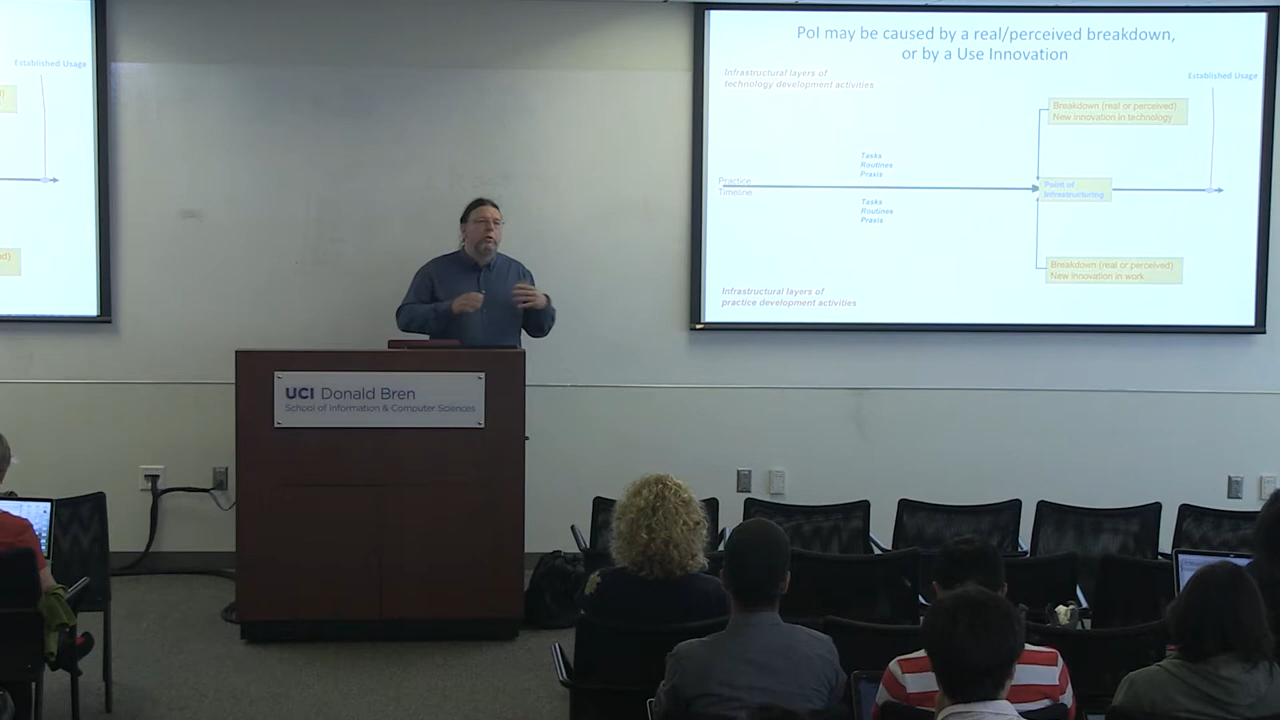 Established Usage
PoI may be caused by a real/perceived breakdown,
or by a Use Innovation
Infrastructural layers of
technology development activities
Established Usage
Breakdown (real or perceived)
New innovation in technology
Tasks
Routines
Praxis
Practice
Timeline
Point of
Infrastructuring
Tasks
Routines
Praxis
Breakdown (real or perceived)
New innovation in work
Infrastructural layers of
practice development activities
UCI Donald Bren
School of Information & Computer Sciences